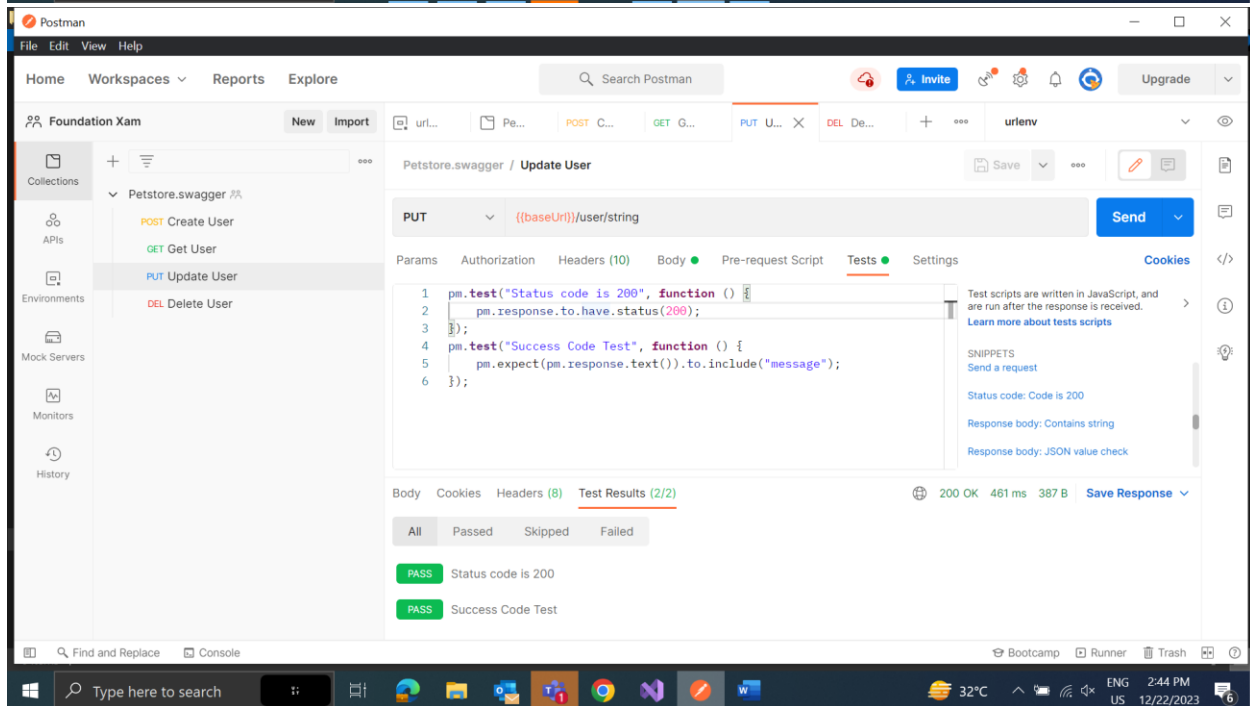 Postman
File Edit View Help
Home Workspaces Reports Explore Search Postman Invite Upgrade
Foundation Xam New Import url... Pe... POST C... GET G... PUT U... DEL De... urlenv
Collections
APIs
Environments
Mock Servers
Monitors
History
Petstore.swagger
POST Create User
GET Get User
PUT Update User
DEL Delete User
Petstore.swagger / Update User Save
PUT {{baseUrl}}/user/string Send
Params Authorization Headers (10) Body Pre-request Script Tests Settings Cookies
1 pm.test("Status code is 200", function () {
2 pm.response.to.have.status(200);
3 });
4 pm.test("Success Code Test", function () {
5 pm.expect(pm.response.text()).to.include("message");
6 });
Test scripts are written in JavaScript, and
are run after the response is received.
Learn more about tests scripts
SNIPPETS
Send a request
Status code: Code is 200
Response body: Contains string
Response body: JSON value check
Body Cookies Headers (8) Test Results (2/2) 200 OK 461 ms 387 B Save Response
All Passed Skipped Failed
PASS Status code is 200
PASS Success Code Test
Find and Replace Console Bootcamp Runner Trash
Type here to search 32°C ENG 2:44 PM
US 12/22/2023 6